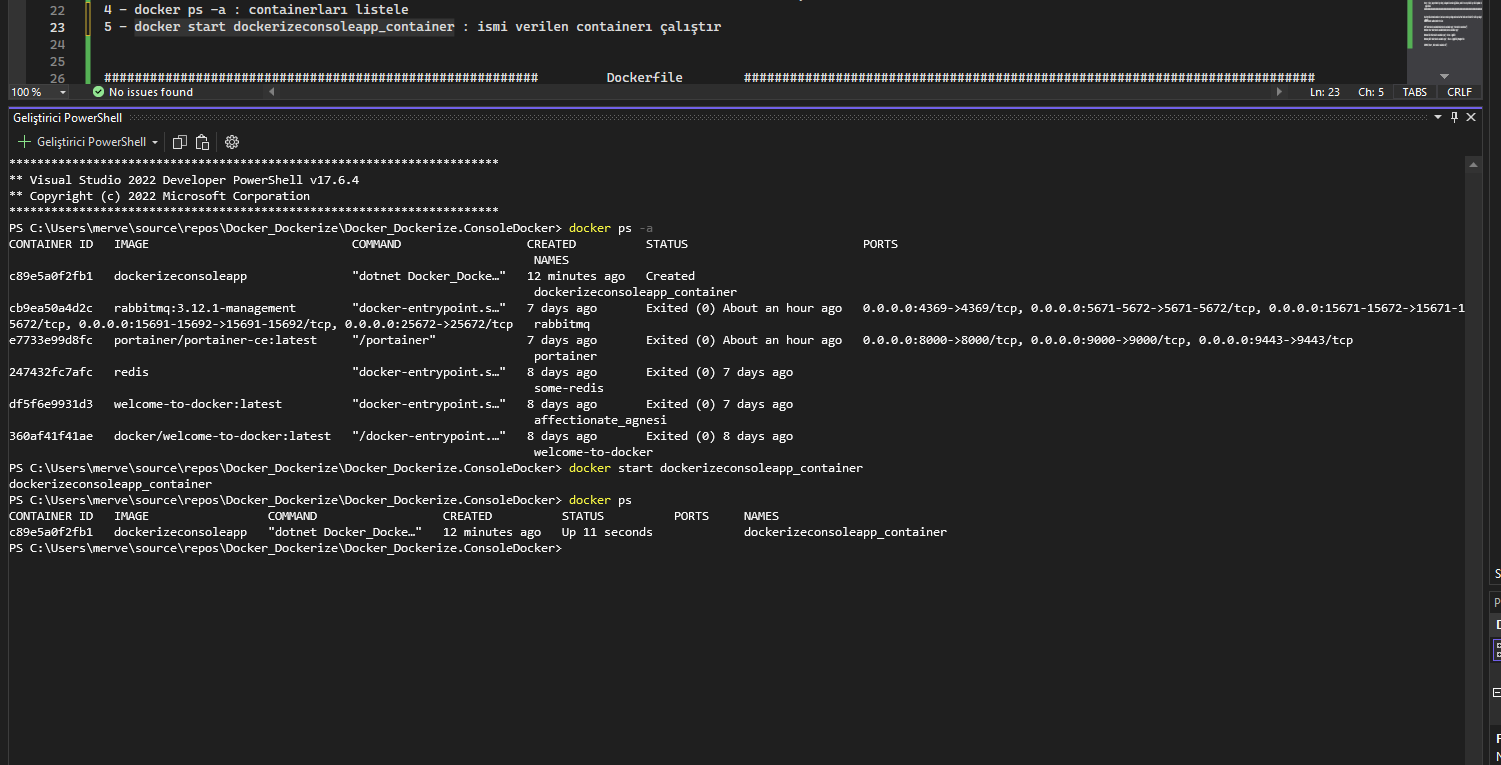 22 4 - docker ps -a : containerları listele
23 5 - docker start dockerizeconsoleapp_container : ismi verilen containerı çalıştır
24
25
26 ######################################################### Dockerfile ###########################################################################
100 % No issues found Ln: 23 Ch: 5 TABS CRLF
Geliştirici PowerShell
Geliştirici PowerShell
**********************************************************************
** Visual Studio 2022 Developer PowerShell v17.6.4
** Copyright (c) 2022 Microsoft Corporation
**********************************************************************
PS C:\Users\merve\source\repos\Docker_Dockerize\Docker_Dockerize.ConsoleDocker> docker ps -a
CONTAINER ID IMAGE COMMAND CREATED STATUS PORTS
NAMES
c89e5a0f2fb1 dockerizeconsoleapp "dotnet Docker_Docke…" 12 minutes ago Created
dockerizeconsoleapp_container
cb9ea50a4d2c rabbitmq:3.12.1-management "docker-entrypoint.s…" 7 days ago Exited (0) About an hour ago 0.0.0.0:4369->4369/tcp, 0.0.0.0:5671-5672->5671-5672/tcp, 0.0.0.0:15671-15672->15671-1
5672/tcp, 0.0.0.0:15691-15692->15691-15692/tcp, 0.0.0.0:25672->25672/tcp rabbitmq
e7733e99d8fc portainer/portainer-ce:latest "/portainer" 7 days ago Exited (0) About an hour ago 0.0.0.0:8000->8000/tcp, 0.0.0.0:9000->9000/tcp, 0.0.0.0:9443->9443/tcp
portainer
247432fc7afc redis "docker-entrypoint.s…" 8 days ago Exited (0) 7 days ago
some-redis
df5f6e9931d3 welcome-to-docker:latest "docker-entrypoint.s…" 8 days ago Exited (0) 7 days ago
affectionate_agnesi
360af41f41ae docker/welcome-to-docker:latest "/docker-entrypoint.…" 8 days ago Exited (0) 8 days ago
welcome-to-docker
PS C:\Users\merve\source\repos\Docker_Dockerize\Docker_Dockerize.ConsoleDocker> docker start dockerizeconsoleapp_container
dockerizeconsoleapp_container
PS C:\Users\merve\source\repos\Docker_Dockerize\Docker_Dockerize.ConsoleDocker> docker ps
CONTAINER ID IMAGE COMMAND CREATED STATUS PORTS NAMES
c89e5a0f2fb1 dockerizeconsoleapp "dotnet Docker_Docke…" 12 minutes ago Up 11 seconds dockerizeconsoleapp_container
PS C:\Users\merve\source\repos\Docker_Dockerize\Docker_Dockerize.ConsoleDocker>